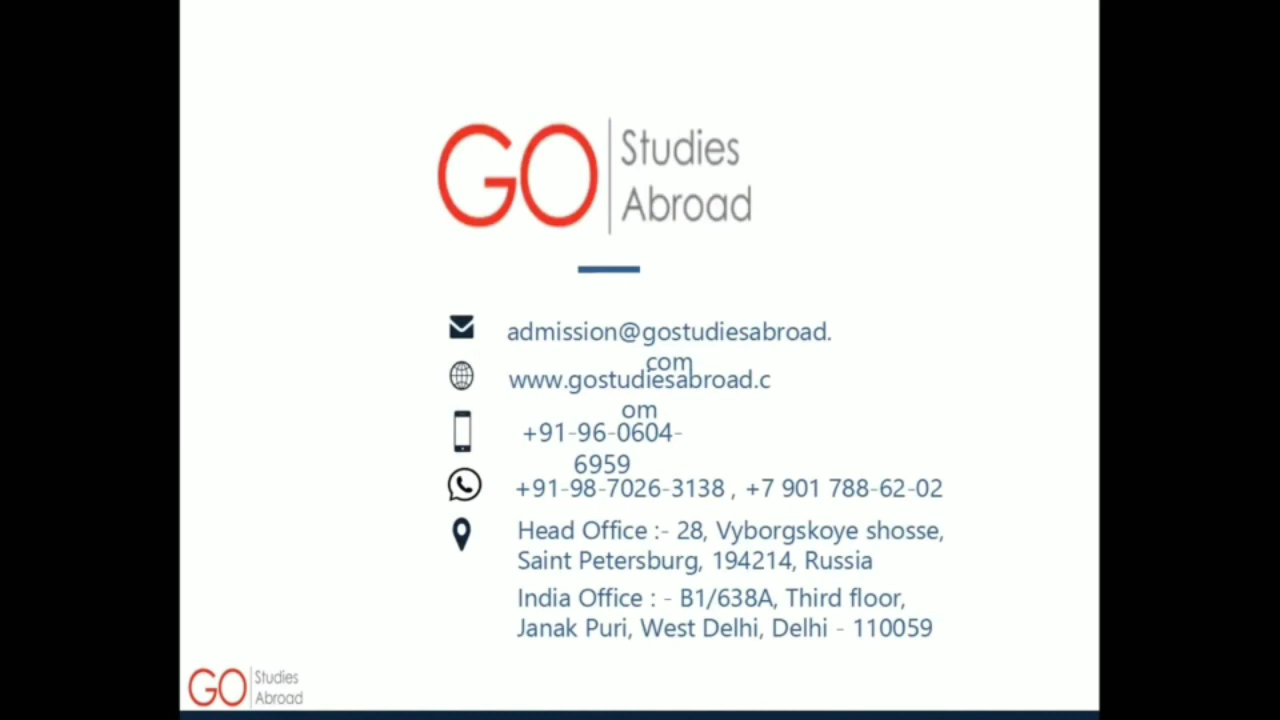 GO Studies
Abroad
admission@gostudiesabroad.
com
www.gostudiesabroad.c
om
+91-96-0604-
6959
+91-98-7026-3138 , +7 901 788-62-02
Head Office :- 28, Vyborgskoye shosse,
Saint Petersburg, 194214, Russia
India Office : - B1/638A, Third floor,
Janak Puri, West Delhi, Delhi - 110059
GO Studies
Abroad